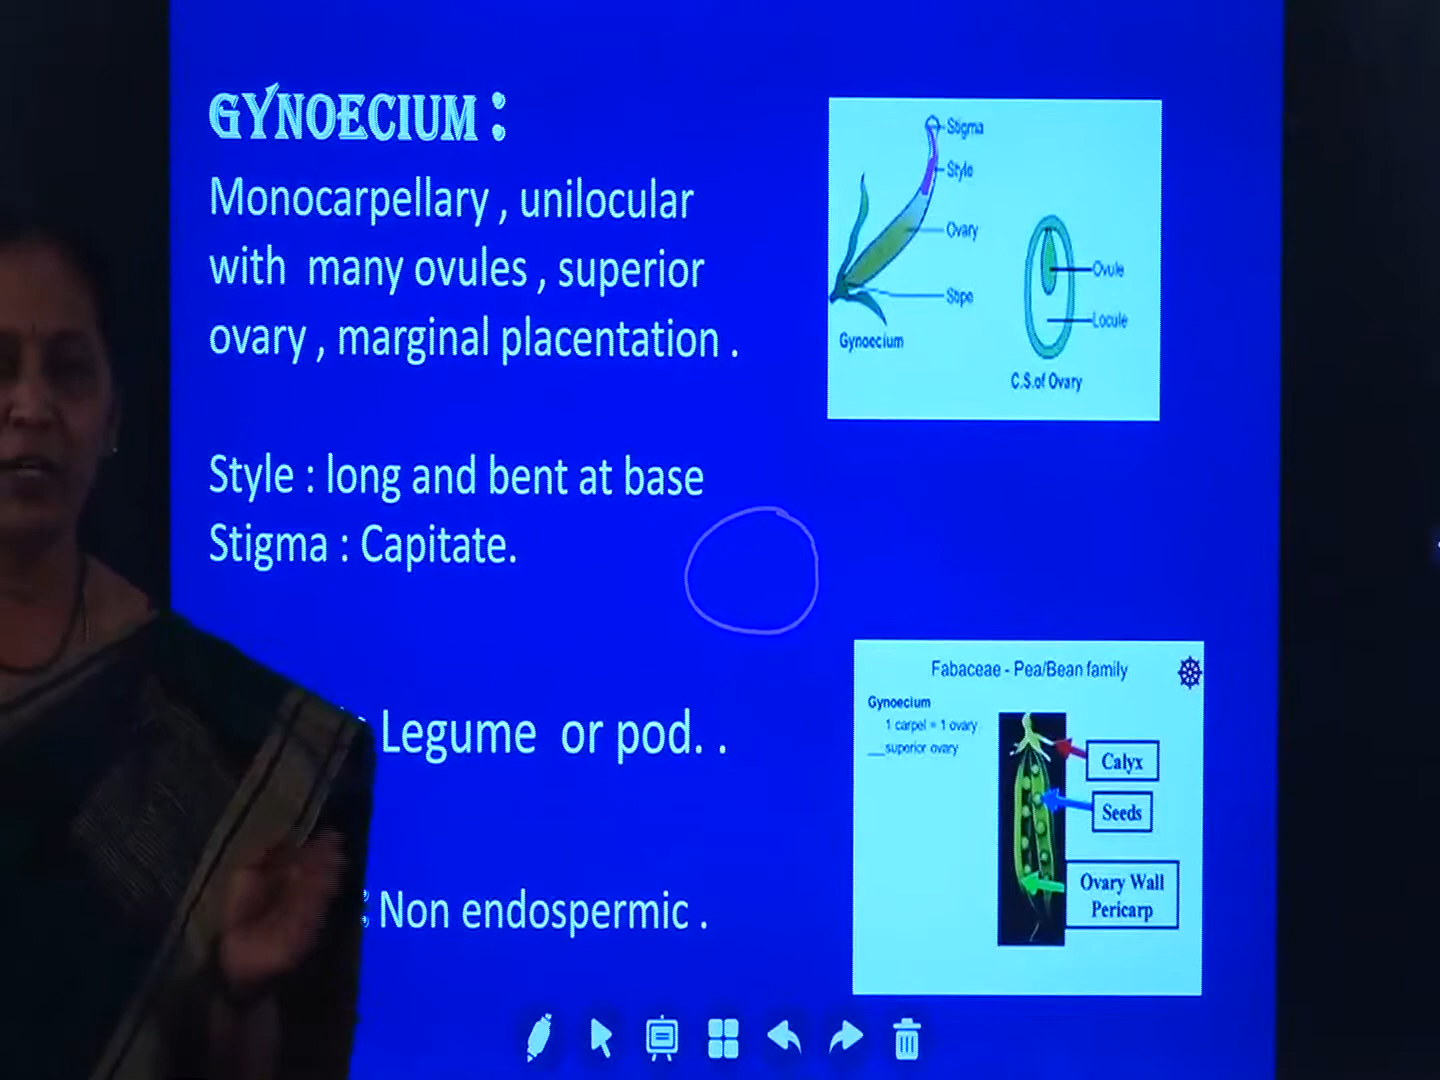 GYNOECIUM :
Monocarpellary , unilocular
with many ovules , superior
ovary , marginal placentation .
Style : long and bent at base
Stigma : Capitate.
Legume or pod. .
: Non endospermic .
Stigma
Style
Ovary
Stipe
Gynoecium
Ovule
Locule
C.S.of Ovary
Fabaceae - Pea/Bean family
Gynoecium
1 carpel = 1 ovary
__superior ovary
Calyx
Seeds
Ovary Wall
Pericarp